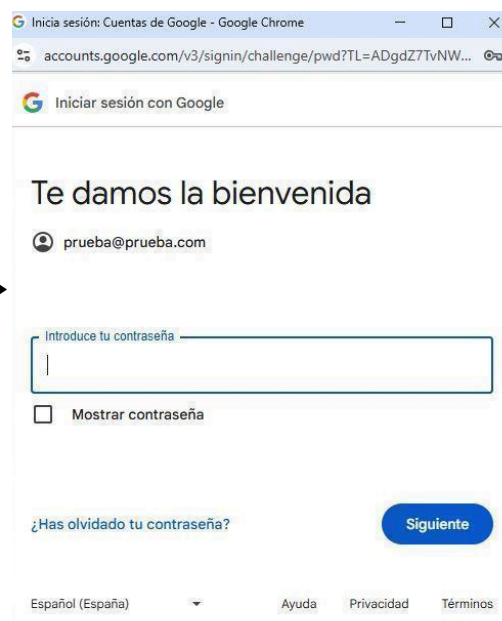 Inicia sesión: Cuentas de Google - Google Chrome
accounts.google.com/v3/signin/challenge/pwd?TL=ADgdZ7TvNW...
Iniciar sesión con Google
Te damos la bienvenida
prueba@prueba.com
Introduce tu contraseña
Mostrar contraseña
¿Has olvidado tu contraseña? Siguiente
Español (España) Ayuda Privacidad Términos